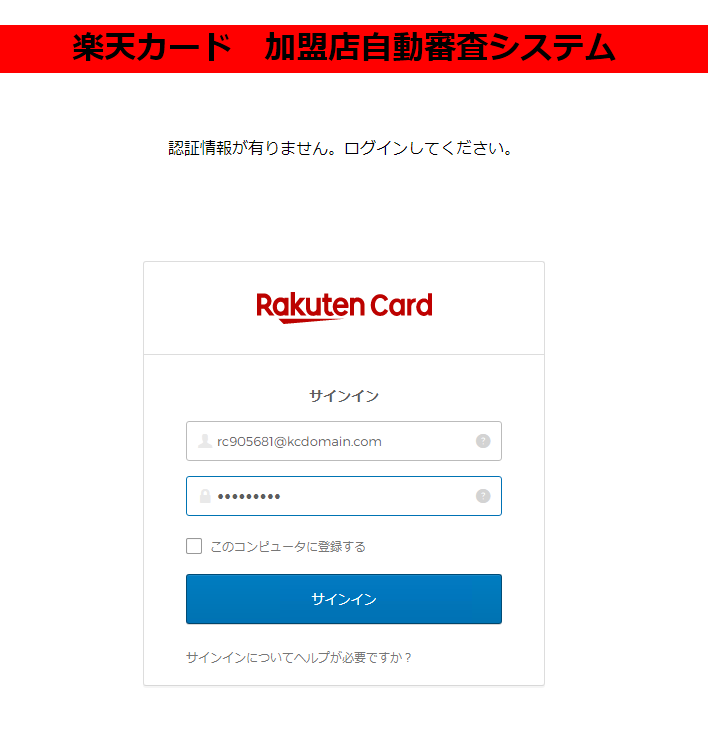 楽天カード　加盟店自動審査システム
認証情報が有りません。ログインしてください。
Rakuten Card
サインイン
rc905681@kcdomain.com
?
•••••••••
?
このコンピュータに登録する
サインイン
サインインについてヘルプが必要ですか？